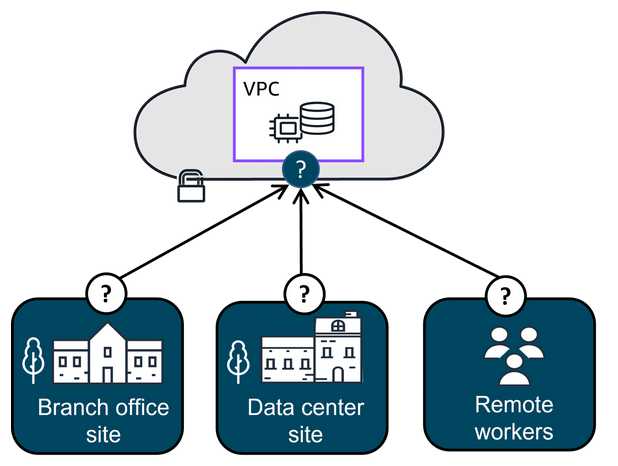 VPC
?
?
?
?
Branch office
site
Data center
site
Remote
workers